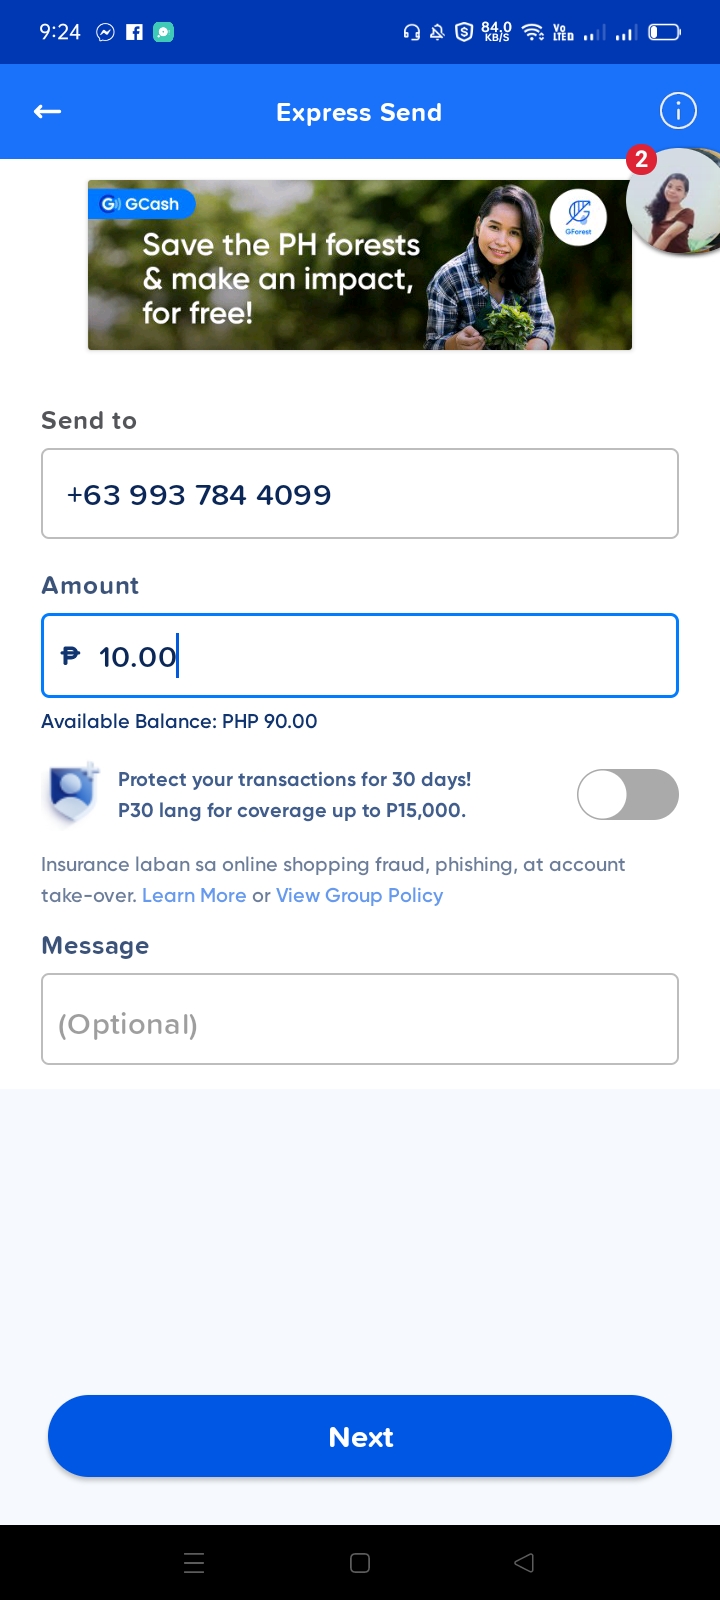 9:24
84.0
KB/S
Vo
LTED
Express Send
2
GCash
Save the PH forests
& make an impact,
for free!
GForest
Send to
+63 993 784 4099
Amount
₱ 10.00
Available Balance: PHP 90.00
Protect your transactions for 30 days!
P30 lang for coverage up to P15,000.
Insurance laban sa online shopping fraud, phishing, at account
take-over. Learn More or View Group Policy
Message
(Optional)
Next